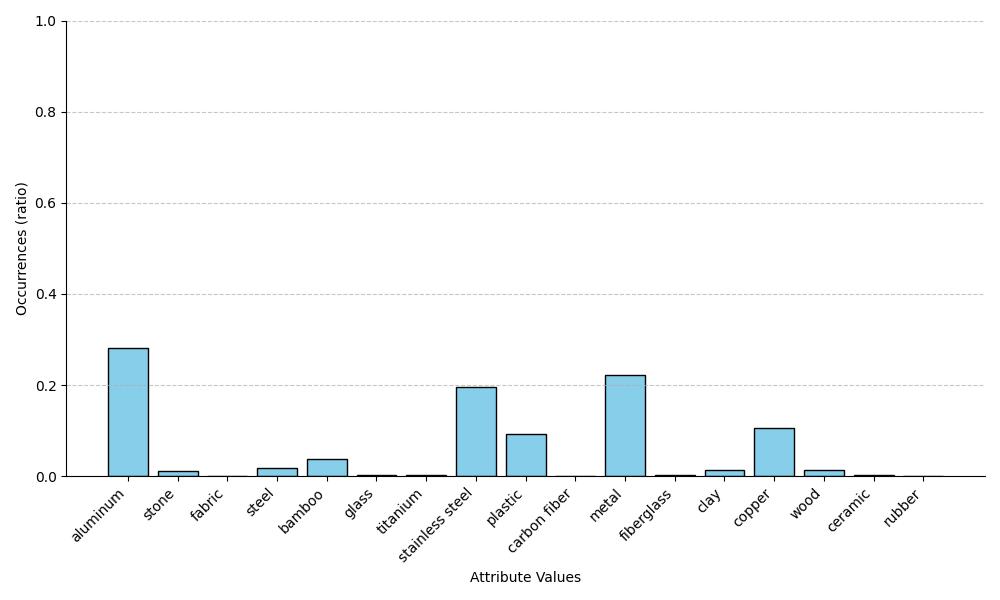 1.0
0.8
0.6
0.4
0.2
0.0
Occurrences (ratio)
aluminum
stone
fabric
steel
bamboo
glass
titanium
stainless steel
plastic
carbon fiber
metal
fiberglass
clay
copper
wood
ceramic
rubber
Attribute Values